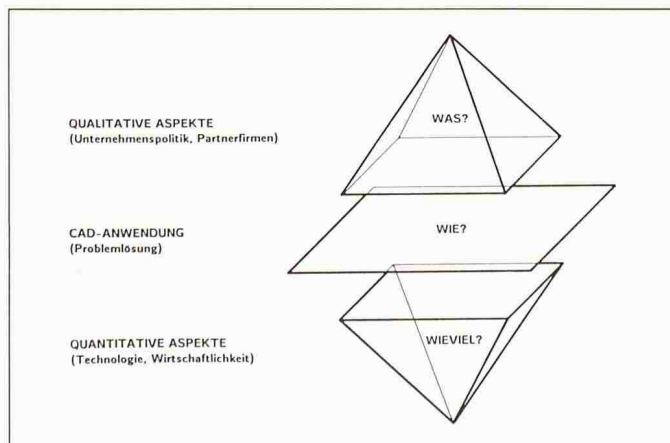 QUALITATIVE ASPEKTE
(Unternehmenspolitik, Partnerfirmen)
WAS?
CAD-ANWENDUNG
(Problemlösung)
WIE?
QUANTITATIVE ASPEKTE
(Technologie, Wirtschaftlichkeit)
WIEVIEL?